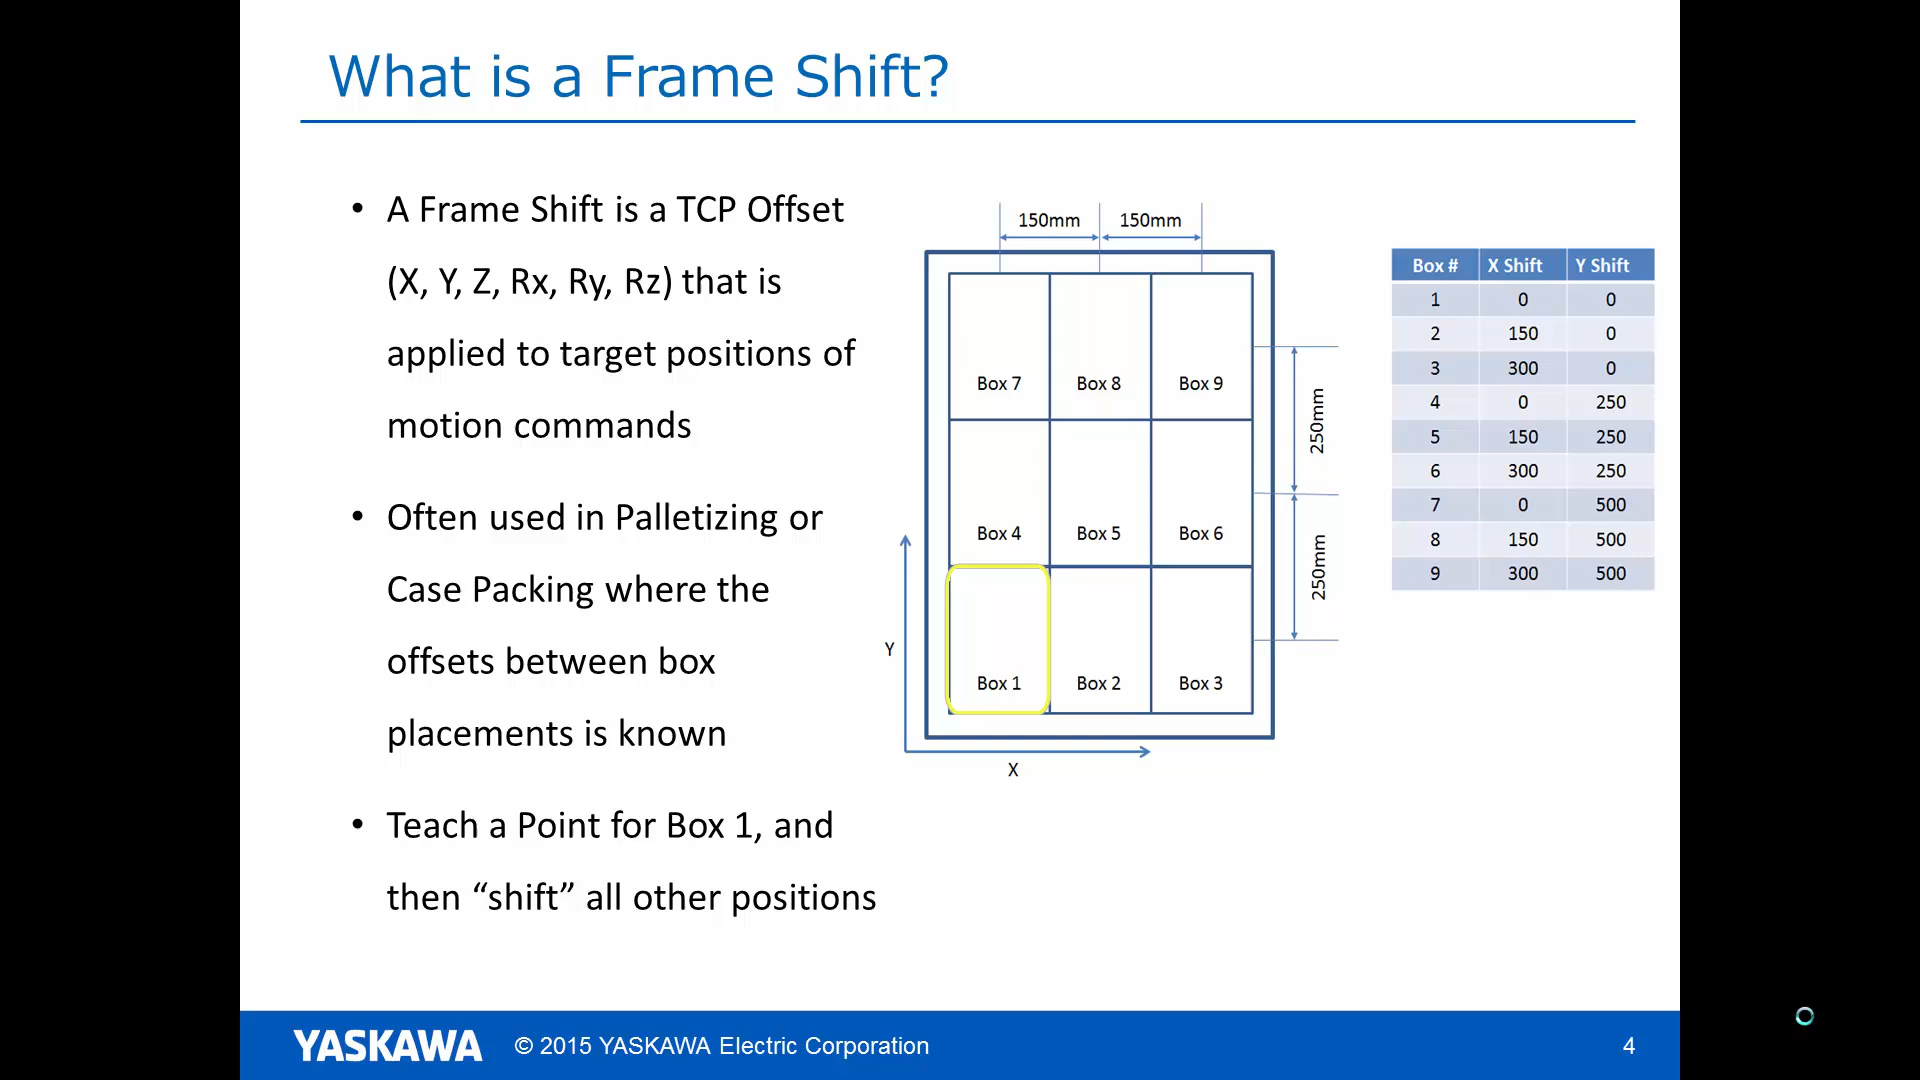 What is a Frame Shift?
• A Frame Shift is a TCP Offset
(X, Y, Z, Rx, Ry, Rz) that is
applied to target positions of
motion commands
• Often used in Palletizing or
Case Packing where the
offsets between box
placements is known
• Teach a Point for Box 1, and
then “shift” all other positions
150mm 150mm
Box 7 Box 8 Box 9
250mm
Box 4 Box 5 Box 6
250mm
Y
Box 1 Box 2 Box 3
X
Box # X Shift Y Shift
1 0 0
2 150 0
3 300 0
4 0 250
5 150 250
6 300 250
7 0 500
8 150 500
9 300 500
YASKAWA © 2015 YASKAWA Electric Corporation 4